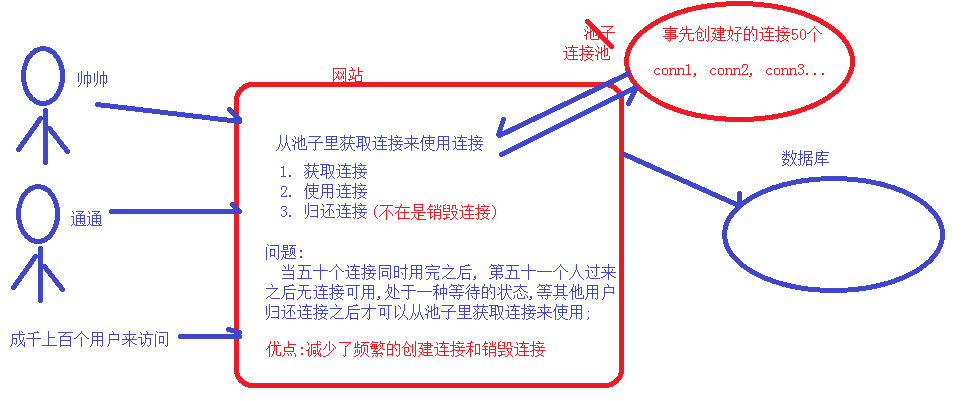 池子
连接池
事先创建好的连接50个
conn1, conn2, conn3...
网站
帅帅
从池子里获取连接来使用连接
1. 获取连接
2. 使用连接
3. 归还连接(不在是销毁连接)
数据库
通通
问题:
当五十个连接同时用完之后, 第五十一个人过来
之后无连接可用,处于一种等待的状态,等其他用户
归还连接之后才可以从池子里获取连接来使用;
成千上百个用户来访问
优点:减少了频繁的创建连接和销毁连接